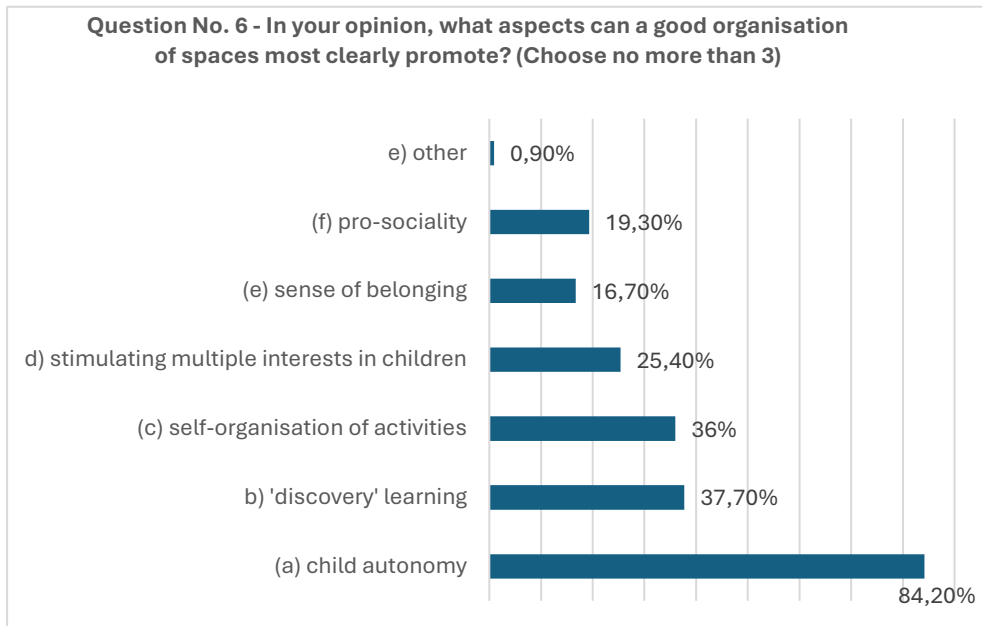 Question No. 6 - In your opinion, what aspects can a good organisation
of spaces most clearly promote? (Choose no more than 3)
e) other 0,90%
(f) pro-sociality 19,30%
(e) sense of belonging 16,70%
d) stimulating multiple interests in children 25,40%
(c) self-organisation of activities 36%
b) 'discovery' learning 37,70%
(a) child autonomy
84,20%